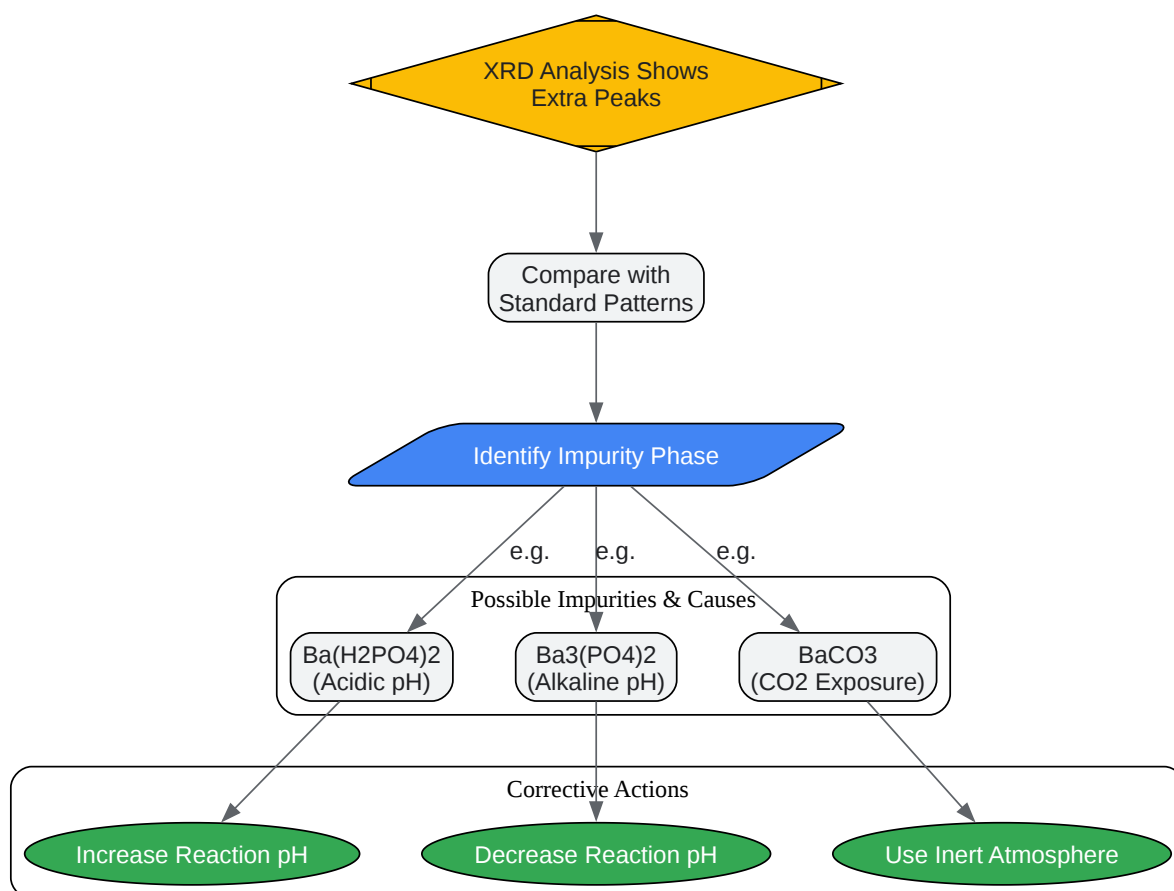 XRD Analysis Shows
Extra Peaks
Compare with
Standard Patterns
Identify Impurity Phase
e.g.
e.g.
e.g.
Possible Impurities & Causes
Ba(H2PO4)2
(Acidic pH)
Ba3(PO4)2
(Alkaline pH)
BaCO3
(CO2 Exposure)
Corrective Actions
Increase Reaction pH
Decrease Reaction pH
Use Inert Atmosphere